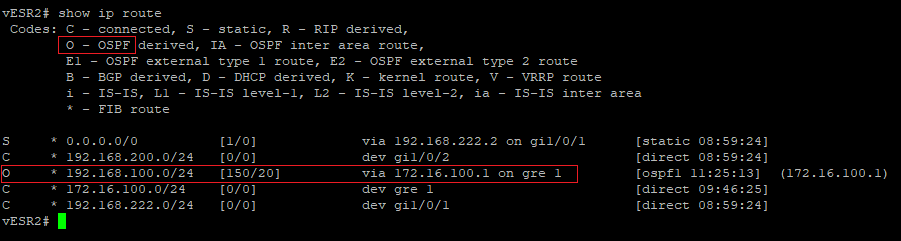 vESR2# show ip route
Codes: C - connected, S - static, R - RIP derived,
O - OSPF derived, IA - OSPF inter area route,
E1 - OSPF external type 1 route, E2 - OSPF external type 2 route
B - BGP derived, D - DHCP derived, K - kernel route, V - VRRP route
i - IS-IS, L1 - IS-IS level-1, L2 - IS-IS level-2, ia - IS-IS inter area
* - FIB route
S * 0.0.0.0/0 [1/0] via 192.168.222.2 on gi1/0/1 [static 08:59:24]
C * 192.168.200.0/24 [0/0] dev gi1/0/2 [direct 08:59:24]
O * 192.168.100.0/24 [150/20] via 172.16.100.1 on gre 1 [ospf1 11:25:13] (172.16.100.1)
C * 172.16.100.0/24 [0/0] dev gre 1 [direct 09:46:25]
C * 192.168.222.0/24 [0/0] dev gi1/0/1 [direct 08:59:24]
vESR2#